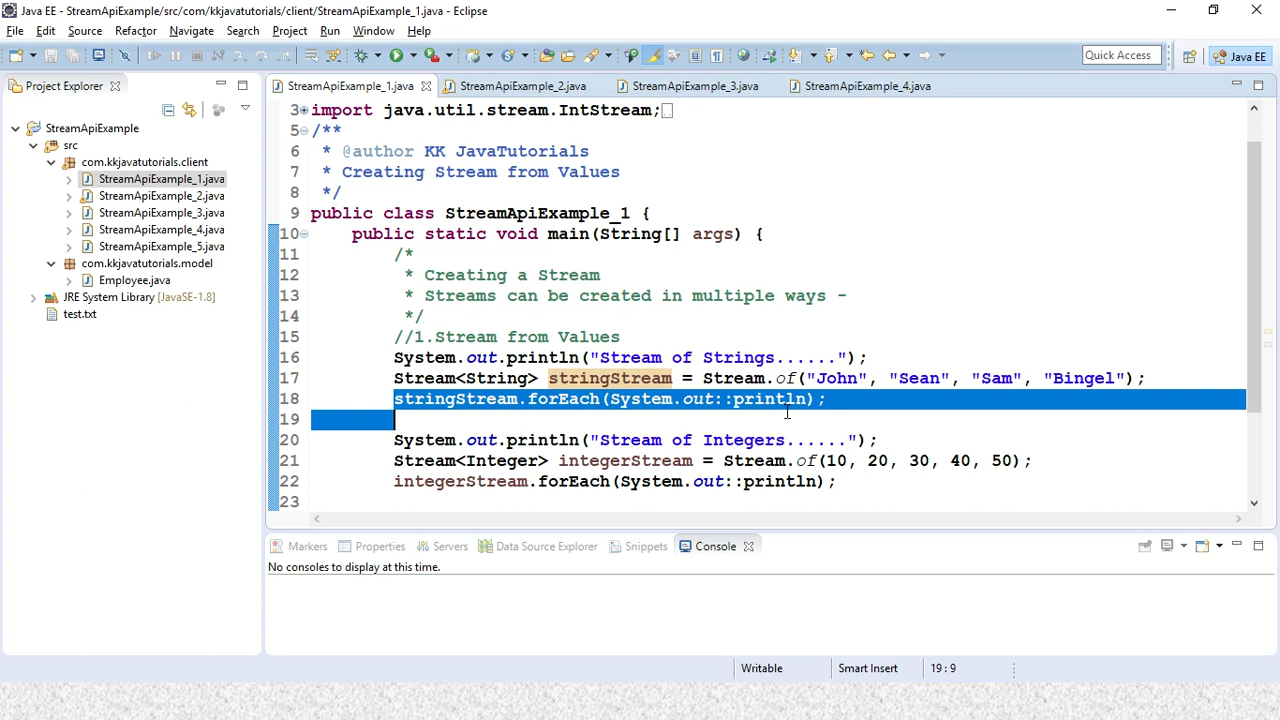 Java EE - StreamApiExample/src/com/kkjavatutorials/client/StreamApiExample_1.java - Eclipse
File Edit Source Refactor Navigate Search Project Run Window Help
Quick Access
Java EE
Project Explorer
StreamApiExample
src
com.kkjavatutorials.client
StreamApiExample_1.java
StreamApiExample_2.java
StreamApiExample_3.java
StreamApiExample_4.java
StreamApiExample_5.java
com.kkjavatutorials.model
Employee.java
JRE System Library [JavaSE-1.8]
test.txt
StreamApiExample_1.java StreamApiExample_2.java StreamApiExample_3.java StreamApiExample_4.java
3 import java.util.stream.IntStream;
5 /**
6 * @author KK JavaTutorials
7 * Creating Stream from Values
8 */
9 public class StreamApiExample_1 {
10 public static void main(String[] args) {
11 /*
12 * Creating a Stream
13 * Streams can be created in multiple ways -
14 */
15 //1.Stream from Values
16 System.out.println("Stream of Strings......");
17 Stream<String> stringStream = Stream.of("John", "Sean", "Sam", "Bingel");
18 stringStream.forEach(System.out::println);
19
20 System.out.println("Stream of Integers......");
21 Stream<Integer> integerStream = Stream.of(10, 20, 30, 40, 50);
22 integerStream.forEach(System.out::println);
23
Markers Properties Servers Data Source Explorer Snippets Console
No consoles to display at this time.
Writable Smart Insert 19 : 9